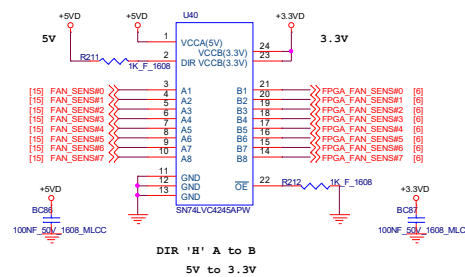 +5VD
+5VD
U40
+3.3VD
5V
3.3V
1 VCCA(5V)
VCCB(3.3V) 24
R211 1K_F_1608 2 DIR VCCB(3.3V) 23
[15] FAN_SENS#0 3 A1 B1 21 FPGA_FAN_SENS#0 [6]
[15] FAN_SENS#1 4 A2 B2 20 FPGA_FAN_SENS#1 [6]
[15] FAN_SENS#2 5 A3 B3 19 FPGA_FAN_SENS#2 [6]
[15] FAN_SENS#3 6 A4 B4 18 FPGA_FAN_SENS#3 [6]
[15] FAN_SENS#4 7 A5 B5 17 FPGA_FAN_SENS#4 [6]
[15] FAN_SENS#5 8 A6 B6 16 FPGA_FAN_SENS#5 [6]
[15] FAN_SENS#6 9 A7 B7 15 FPGA_FAN_SENS#6 [6]
[15] FAN_SENS#7 10 A8 B8 14 FPGA_FAN_SENS#7 [6]
11 GND
12 GND OE 22 R212 1K_F_1608
13 GND
SN74LVC4245APW
+5VD
BC86
100NF_50V_1608_MLCC
+3.3VD
BC87
100NF_50V_1608_MLC
DIR 'H' A to B
5V to 3.3V